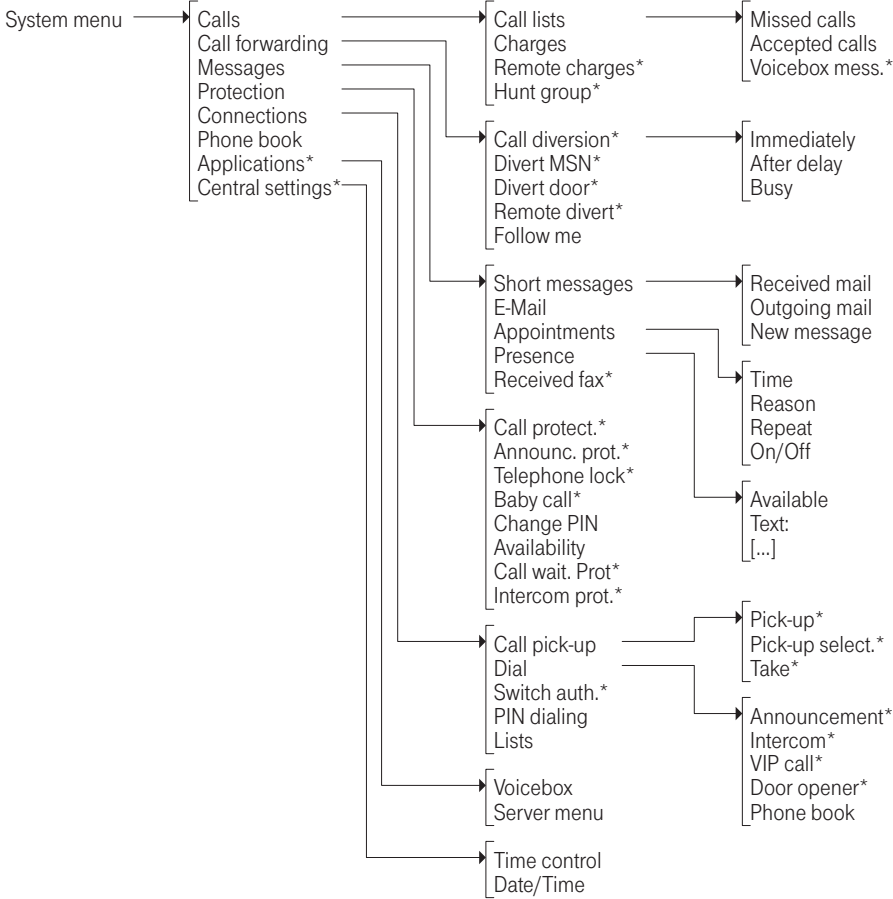 System menu
Calls
Call forwarding
Messages
Protection
Connections
Phone book
Applications*
Central settings*
Call lists
Charges
Remote charges*
Hunt group*
Call diversion*
Divert MSN*
Divert door*
Remote divert*
Follow me
Short messages
E-Mail
Appointments
Presence
Received fax*
Call protect.*
Announc. prot.*
Telephone lock*
Baby call*
Change PIN
Availability
Call wait. Prot*
Intercom prot.*
Call pick-up
Dial
Switch auth.*
PIN dialing
Lists
Voicebox
Server menu
Time control
Date/Time
Missed calls
Accepted calls
Voicebox mess.*
Immediately
After delay
Busy
Received mail
Outgoing mail
New message
Time
Reason
Repeat
On/Off
Available
Text:
[...]
Pick-up*
Pick-up select.*
Take*
Announcement*
Intercom*
VIP call*
Door opener*
Phone book